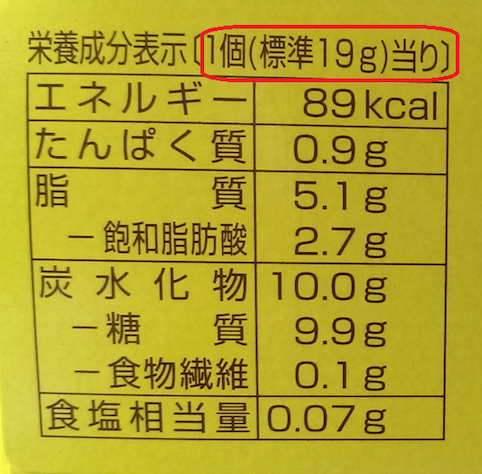 栄養成分表示〔1個(標準19g)当り〕
エネルギー 89kcal
たんぱく質 0.9g
脂質 5.1g
－飽和脂肪酸 2.7g
炭水化物 10.0g
－糖質 9.9g
－食物繊維 0.1g
食塩相当量 0.07g